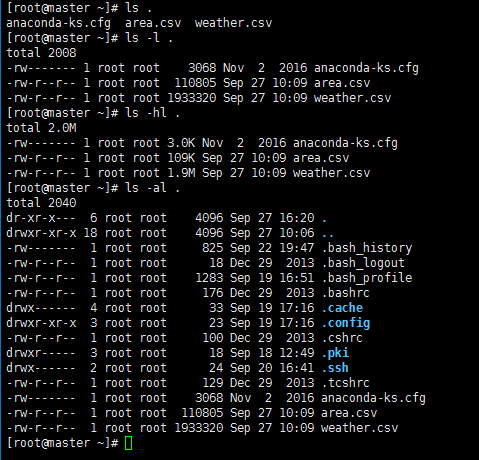 [root@master ~]# ls .
anaconda-ks.cfg  area.csv  weather.csv
[root@master ~]# ls -l .
total 2008
-rw------- 1 root root    3068 Nov  2  2016 anaconda-ks.cfg
-rw-r--r-- 1 root root  110805 Sep 27 10:09 area.csv
-rw-r--r-- 1 root root 1933320 Sep 27 10:09 weather.csv
[root@master ~]# ls -hl .
total 2.0M
-rw------- 1 root root 3.0K Nov  2  2016 anaconda-ks.cfg
-rw-r--r-- 1 root root 109K Sep 27 10:09 area.csv
-rw-r--r-- 1 root root 1.9M Sep 27 10:09 weather.csv
[root@master ~]# ls -al .
total 2040
dr-xr-x---  6 root root    4096 Sep 27 16:20 .
drwxr-xr-x 18 root root    4096 Sep 27 10:06 ..
-rw-------  1 root root     825 Sep 22 19:47 .bash_history
-rw-r--r--  1 root root      18 Dec 29  2013 .bash_logout
-rw-r--r--  1 root root    1283 Sep 19 16:51 .bash_profile
-rw-r--r--  1 root root     176 Dec 29  2013 .bashrc
drwx------  4 root root      33 Sep 19 17:16 .cache
drwxr-xr-x  3 root root      23 Sep 19 17:16 .config
-rw-r--r--  1 root root     100 Dec 29  2013 .cshrc
drwxr-----  3 root root      18 Sep 18 12:49 .pki
drwx------  2 root root      24 Sep 20 16:41 .ssh
-rw-r--r--  1 root root     129 Dec 29  2013 .tcshrc
-rw-------  1 root root    3068 Nov  2  2016 anaconda-ks.cfg
-rw-r--r--  1 root root  110805 Sep 27 10:09 area.csv
-rw-r--r--  1 root root 1933320 Sep 27 10:09 weather.csv
[root@master ~]#